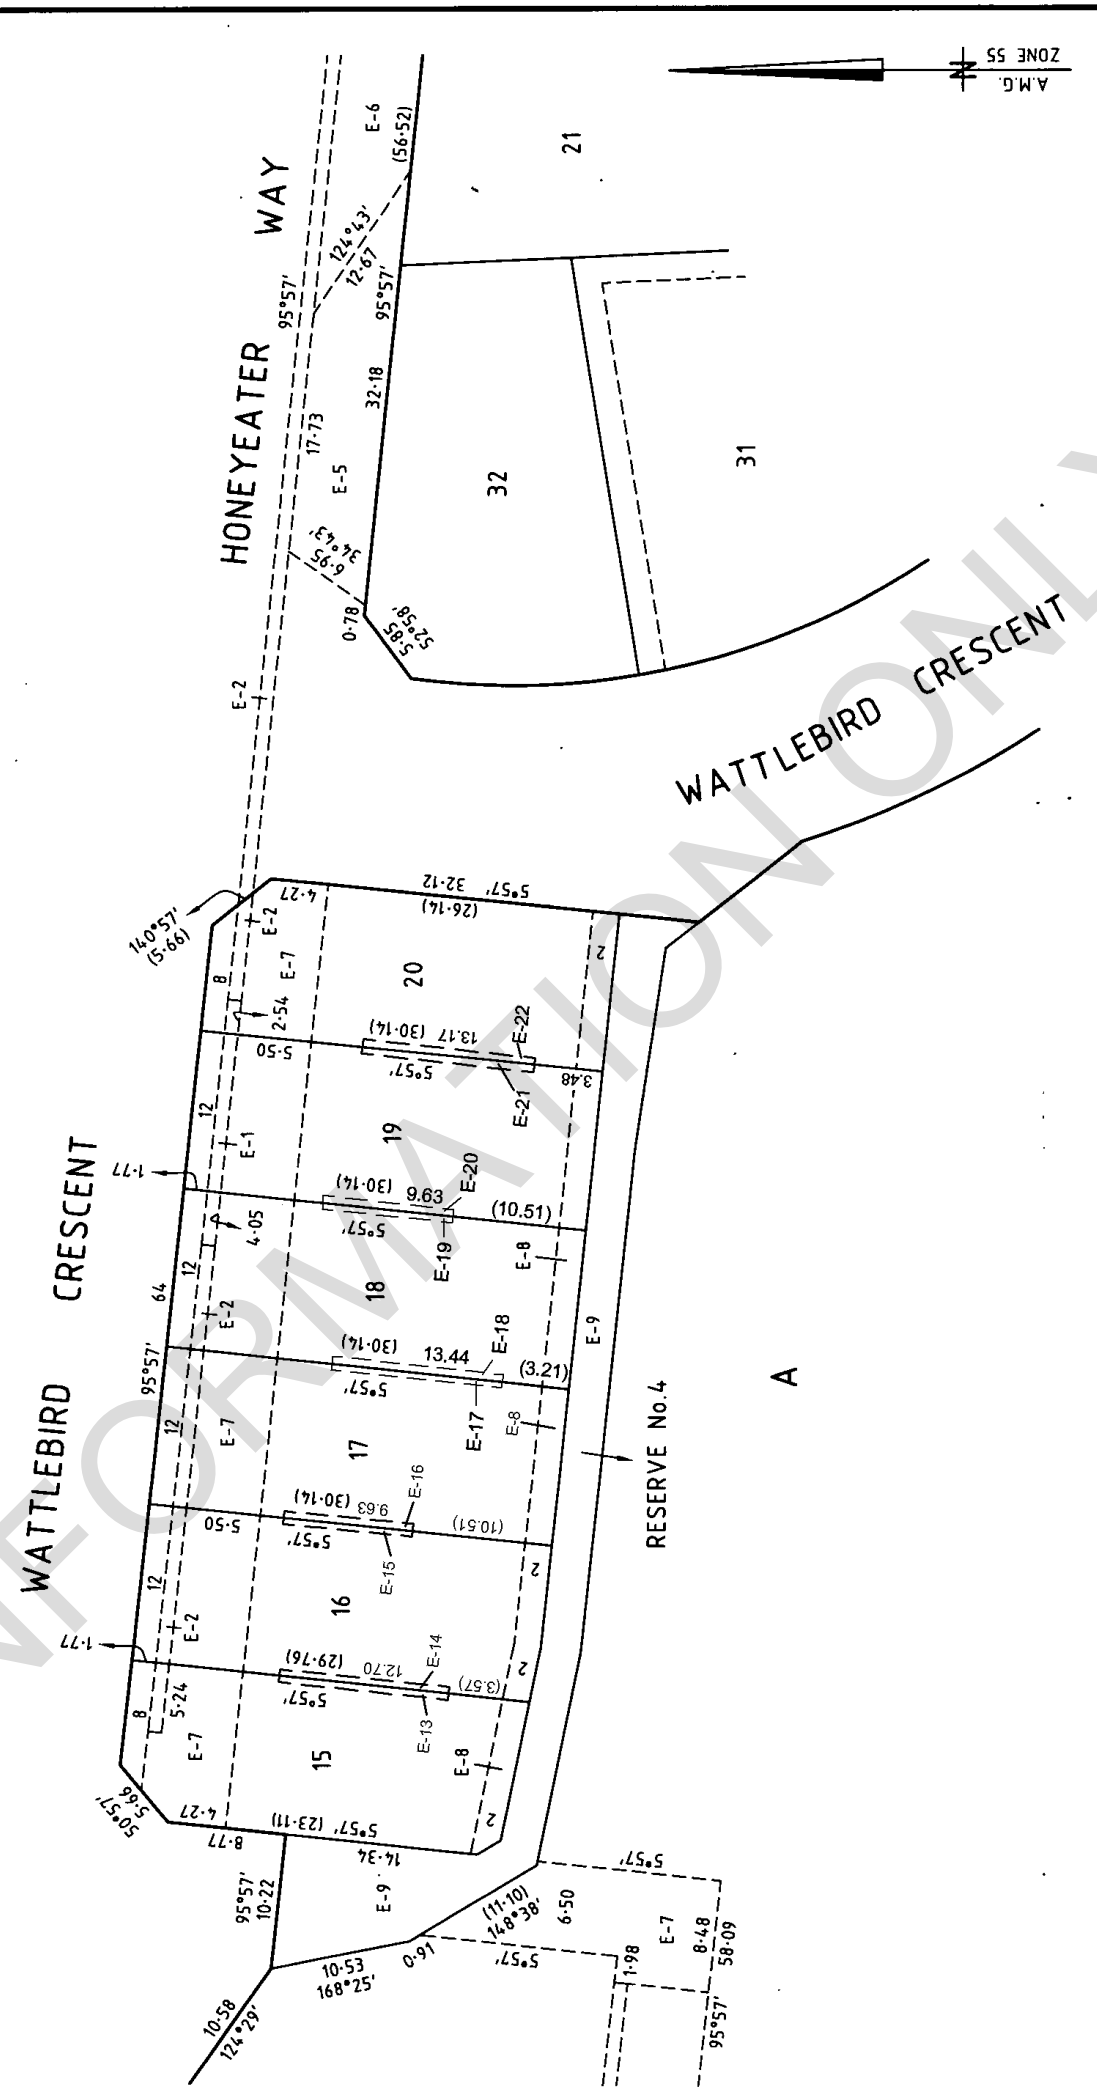 A.M.G.
ZONE 55
N
HONEYEATER WAY
E-6
(56·52)
21
124°43'
12·67
95°57'
95°57'
32·18
17·73
E-5
6·95
34°43'
0·78
5·85
52°58'
32
31
E-2
WATTLEBIRD CRESCENT
WATTLEBIRD CRESCENT
140°57'
(5·66)
E-2
4·27
8
E-7
2·54
5°57'
32·12
(26·14)
20
2
5·50
13.17 (30·14)
5°57'
E-22
E-21
3.48
12
E-1
19
1·77
(30·14)
9.63
5°57'
E-20
E-19
(10.51)
4·05
12
64
E-2
18
E-8
E-9
95°57'
(30·14)
13.44
5°57'
E-18
E-17
(3.21)
12
E-7
17
E-8
RESERVE No.4
A
5·50
(30·14)
9.63
5°57'
E-16
E-15
(10.51)
12
E-2
16
2
1·77
(29·76)
12.70
5°57'
E-14
E-13
(3.57)
2
8
5·24
E-7
15
E-8
2
50°57'
5·66
4·27
8·77
5°57' (23·11)
14·34
95°57'
10·22
E-9
10·58
124°29'
10·53
168°25'
0·91
(11·10)
148°38'
6·50
5°57'
5°57'
E-7
1·98
8·48
58·09
95°57'
INFORMATION ONLY